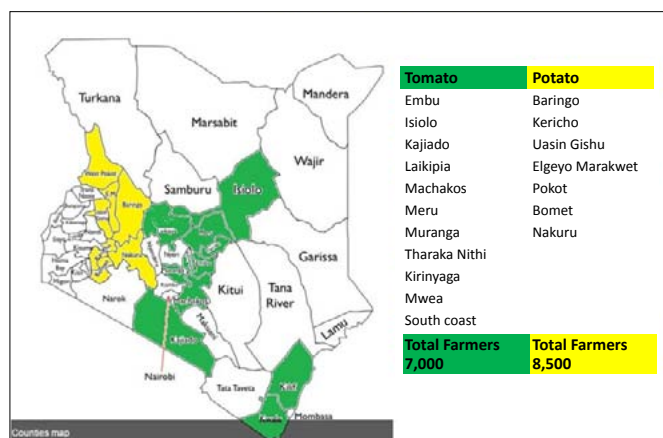 Turkana
Mandera
Marsabit
Wajir
West Pokot
Samburu
Isiolo
Baringo
Nakuru
Garissa
Kitui
Tana
River
Narok
Machakos
Makueni
Kajiado
Lamu
Nairobi
Tata Taveta
Kilifi
Kwale
Mombasa
Counties map
Tomato Potato
Embu Baringo
Isiolo Kericho
Kajiado Uasin Gishu
Laikipia Elgeyo Marakwet
Machakos Pokot
Meru Bomet
Muranga Nakuru
Tharaka Nithi
Kirinyaga
Mwea
South coast
Total Farmers Total Farmers
7,000 8,500